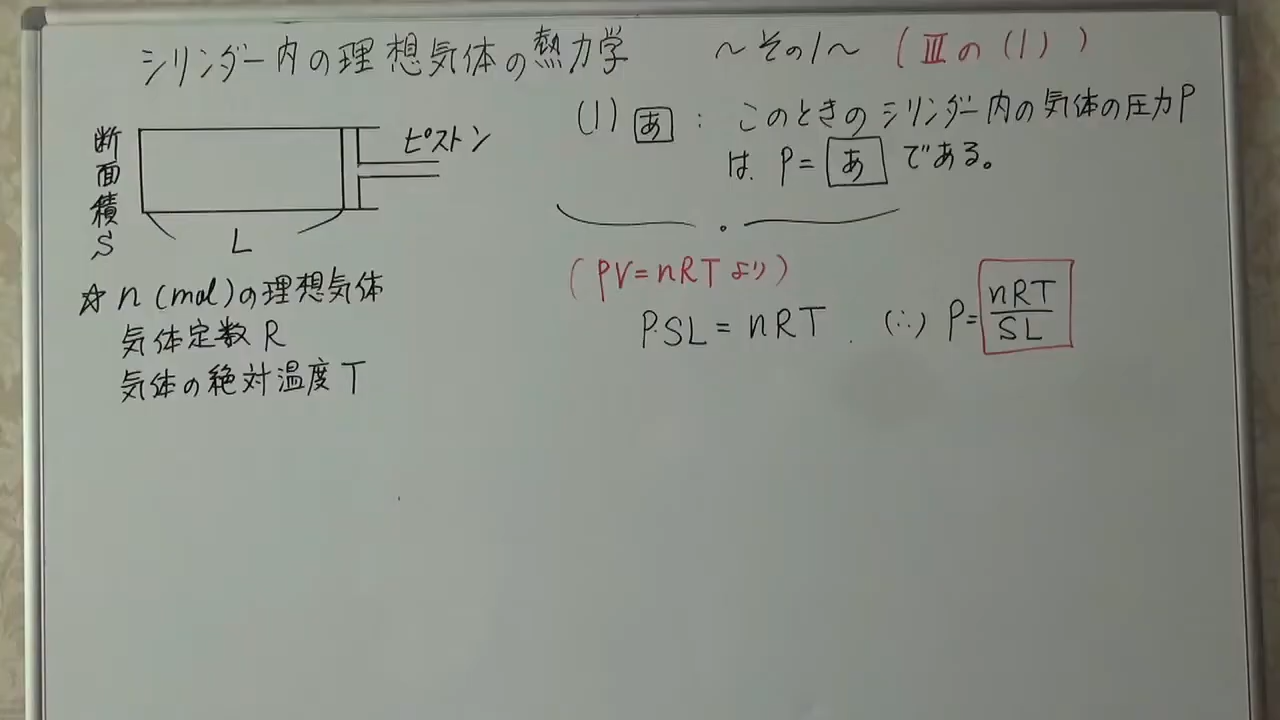 シリンダー内の理想気体の熱力学 ～その1～ (Ⅲの(1))
断面積S
ピストン
L
☆ n(mol)の理想気体
気体定数R
気体の絶対温度T
(1) あ : このときのシリンダー内の気体の圧力P
は P= あ である。
(PV=nRTより)
P·SL = nRT . (∴) P= nRT/SL